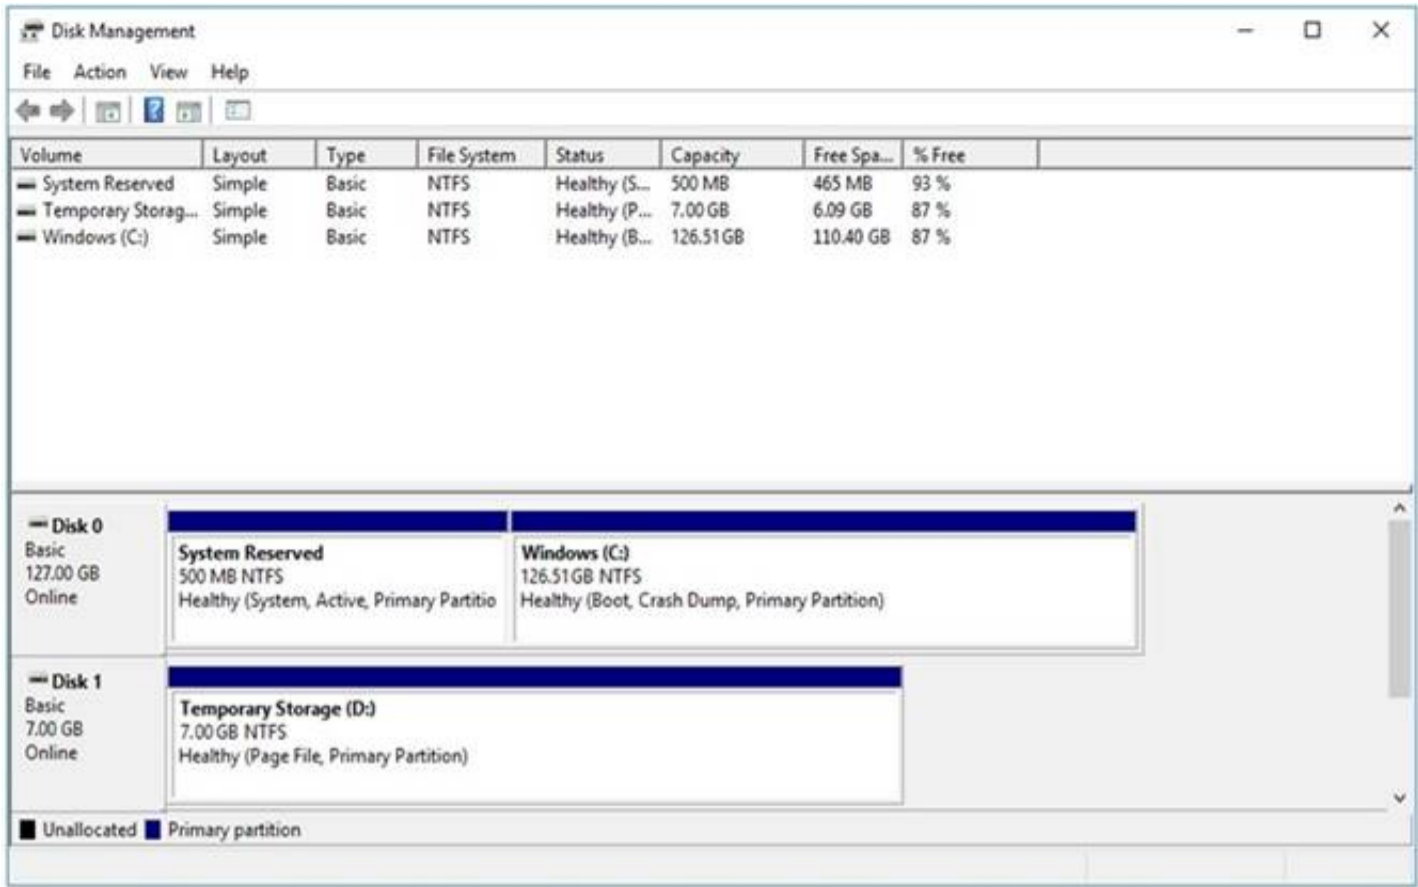 Disk Management
File Action View Help
Volume Layout Type File System Status Capacity Free Spa... % Free
System Reserved Simple Basic NTFS Healthy (S... 500 MB 465 MB 93 %
Temporary Storag... Simple Basic NTFS Healthy (P... 7.00 GB 6.09 GB 87 %
Windows (C:) Simple Basic NTFS Healthy (B... 126.51 GB 110.40 GB 87 %
Disk 0
Basic
127.00 GB
Online
System Reserved
500 MB NTFS
Healthy (System, Active, Primary Partitio
Windows (C:)
126.51 GB NTFS
Healthy (Boot, Crash Dump, Primary Partition)
Disk 1
Basic
7.00 GB
Online
Temporary Storage (D:)
7.00 GB NTFS
Healthy (Page File, Primary Partition)
Unallocated Primary partition